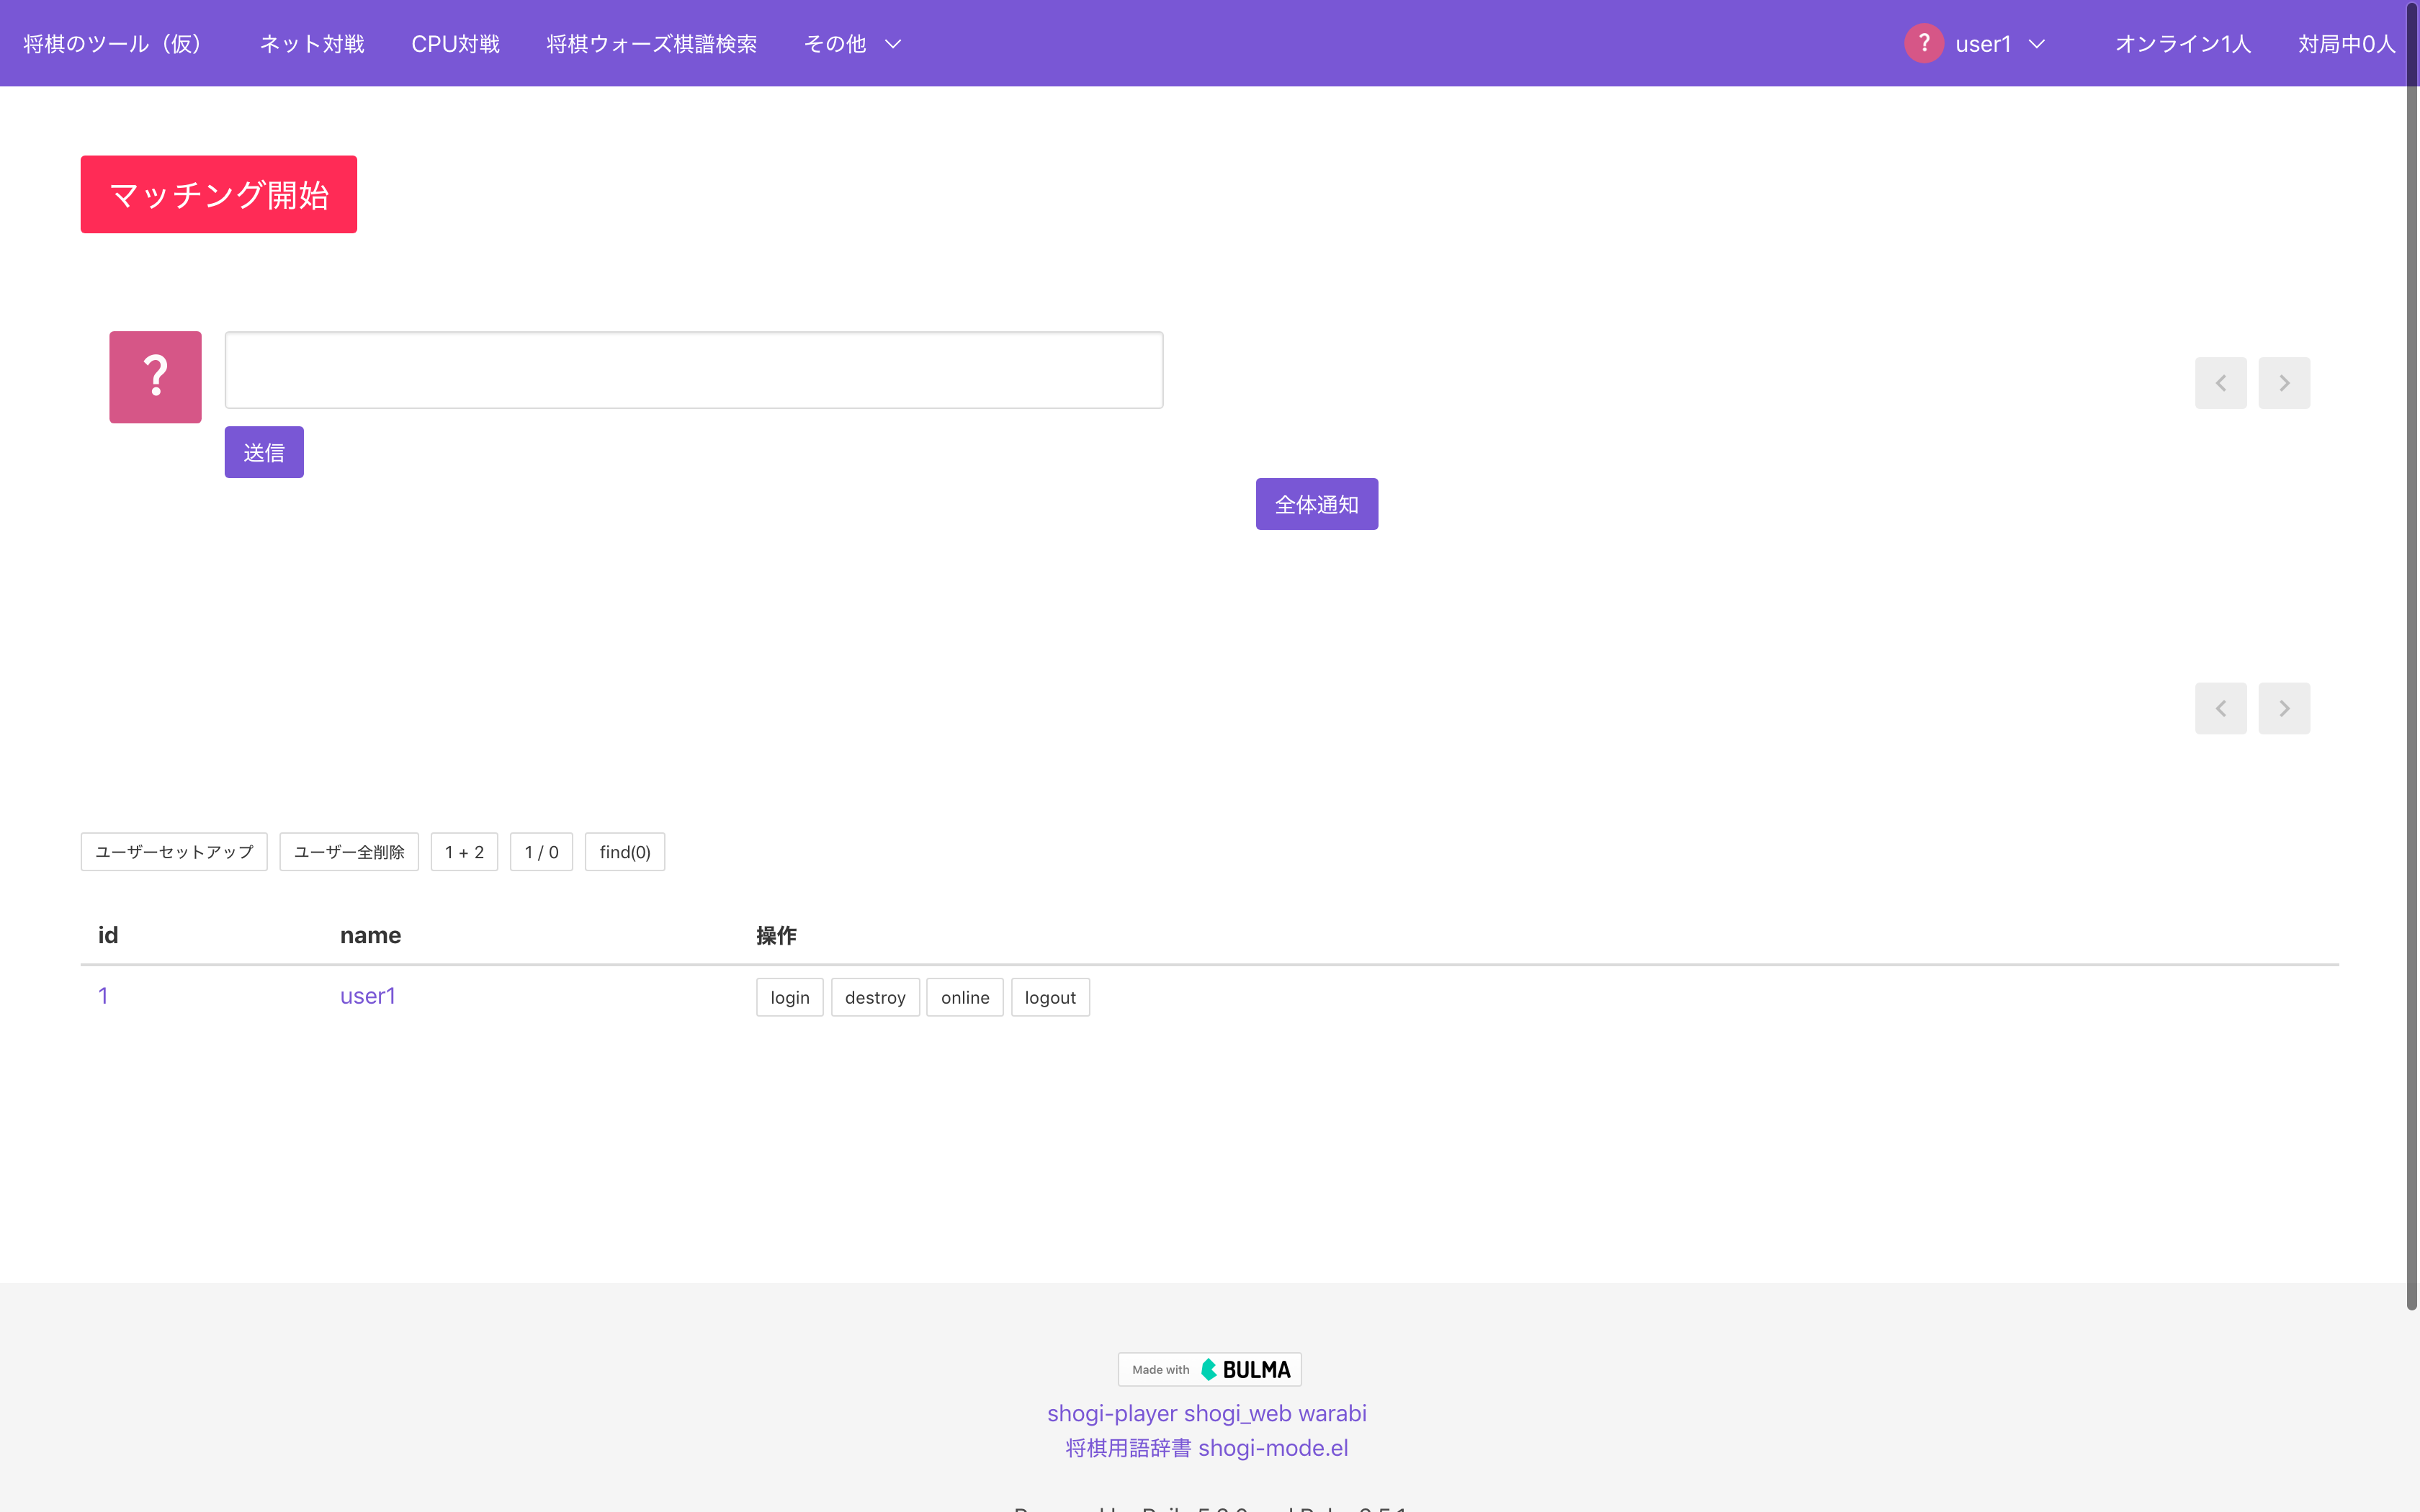 将棋のツール（仮） ネット対戦 CPU対戦 将棋ウォーズ棋譜検索 その他 ? user1 オンライン1人 対局中0人
マッチング開始
?
送信
全体通知
ユーザーセットアップ ユーザー全削除 1 + 2 1 / 0 find(0)
id name 操作
1 user1 login destroy online logout
Made with BULMA
shogi-player shogi_web warabi
将棋用語辞書 shogi-mode.el